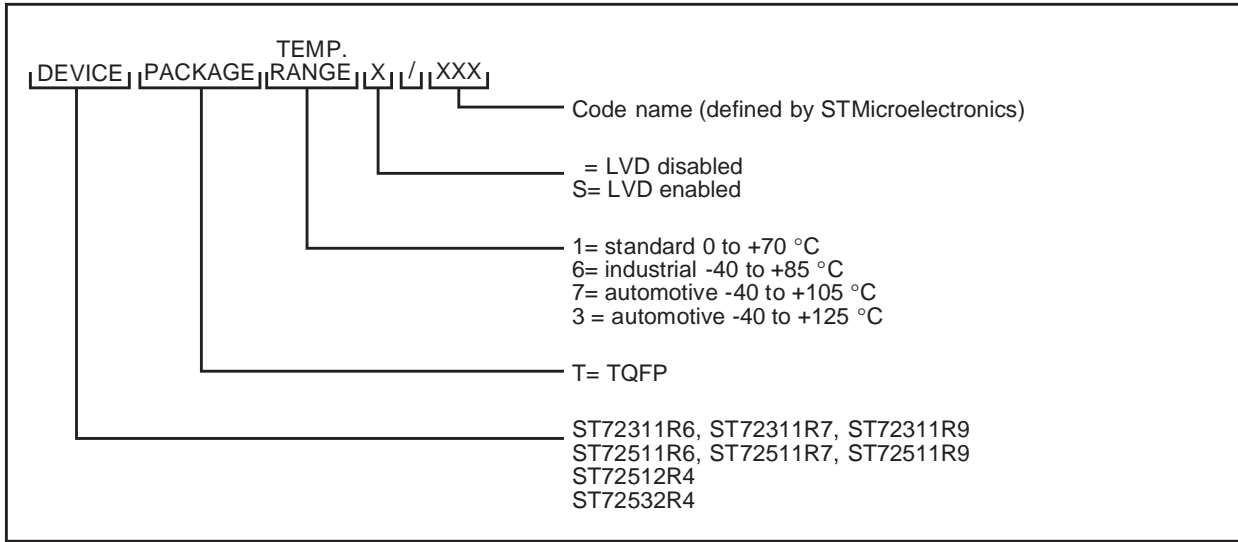 TEMP.
DEVICE PACKAGE RANGE X / XXX
Code name (defined by STMicroelectronics)
= LVD disabled
S= LVD enabled
1= standard 0 to +70 °C
6= industrial -40 to +85 °C
7= automotive -40 to +105 °C
3 = automotive -40 to +125 °C
T= TQFP
ST72311R6, ST72311R7, ST72311R9
ST72511R6, ST72511R7, ST72511R9
ST72512R4
ST72532R4